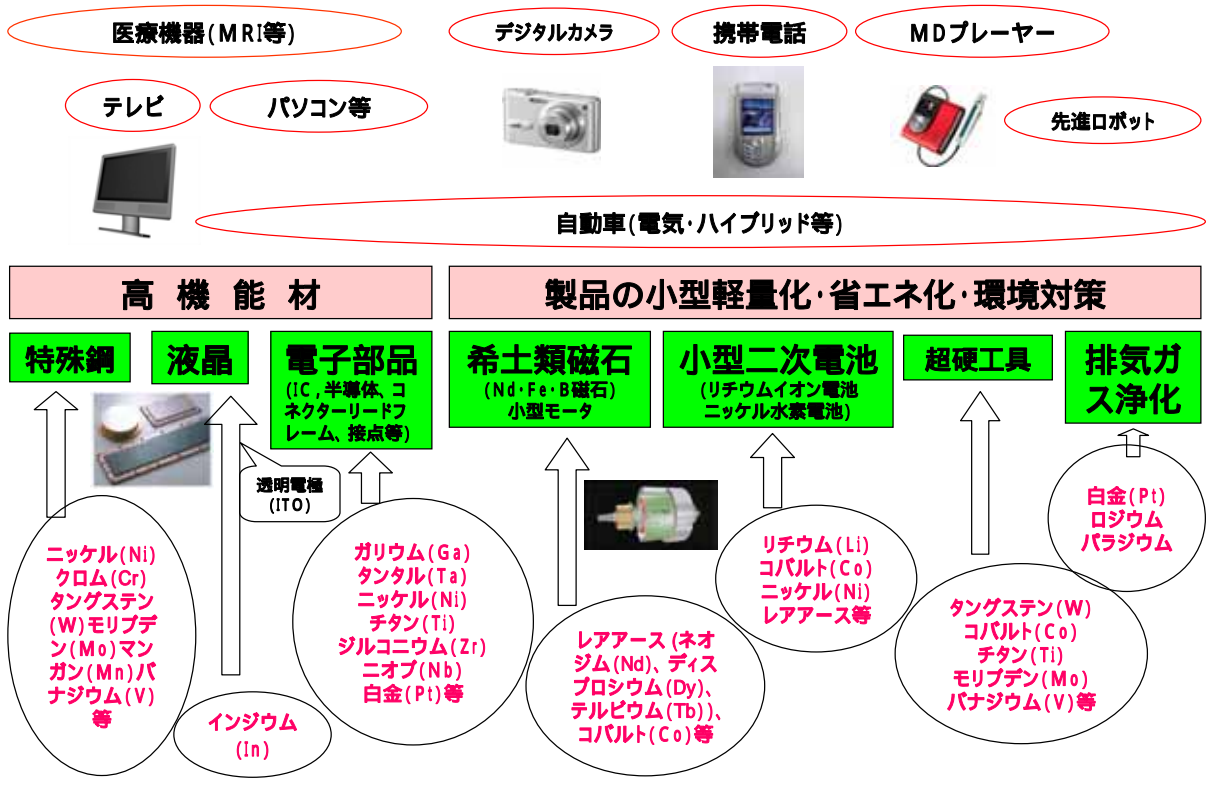 医療機器(MRI等)
デジタルカメラ
携帯電話
MDプレーヤー
テレビ
パソコン等
先進ロボット
自動車(電気・ハイブリッド等)
高機能材
製品の小型軽量化・省エネ化・環境対策
特殊鋼
液晶
電子部品
(IC,半導体、コ
ネクターリードフ
レーム、接点等)
希土類磁石
(Nd・Fe・B磁石)
小型モータ
小型二次電池
(リチウムイオン電池
ニッケル水素電池)
超硬工具
排気ガ
ス浄化
透明電極
(ITO)
ニッケル(Ni)
クロム(Cr)
タングステン
(W)モリブデ
ン(Mo)マン
ガン(Mn)バ
ナジウム(V)
等
インジウム
(In)
ガリウム(Ga)
タンタル(Ta)
ニッケル(Ni)
チタン(Ti)
ジルコニウム(Zr)
ニオブ(Nb)
白金(Pt)等
レアアース(ネオ
ジム(Nd)、ディス
プロシウム(Dy)、
テルビウム(Tb))、
コバルト(Co)等
リチウム(Li)
コバルト(Co)
ニッケル(Ni)
レアアース等
タングステン(W)
コバルト(Co)
チタン(Ti)
モリブデン(Mo)
バナジウム(V)等
白金(Pt)
ロジウム
パラジウム